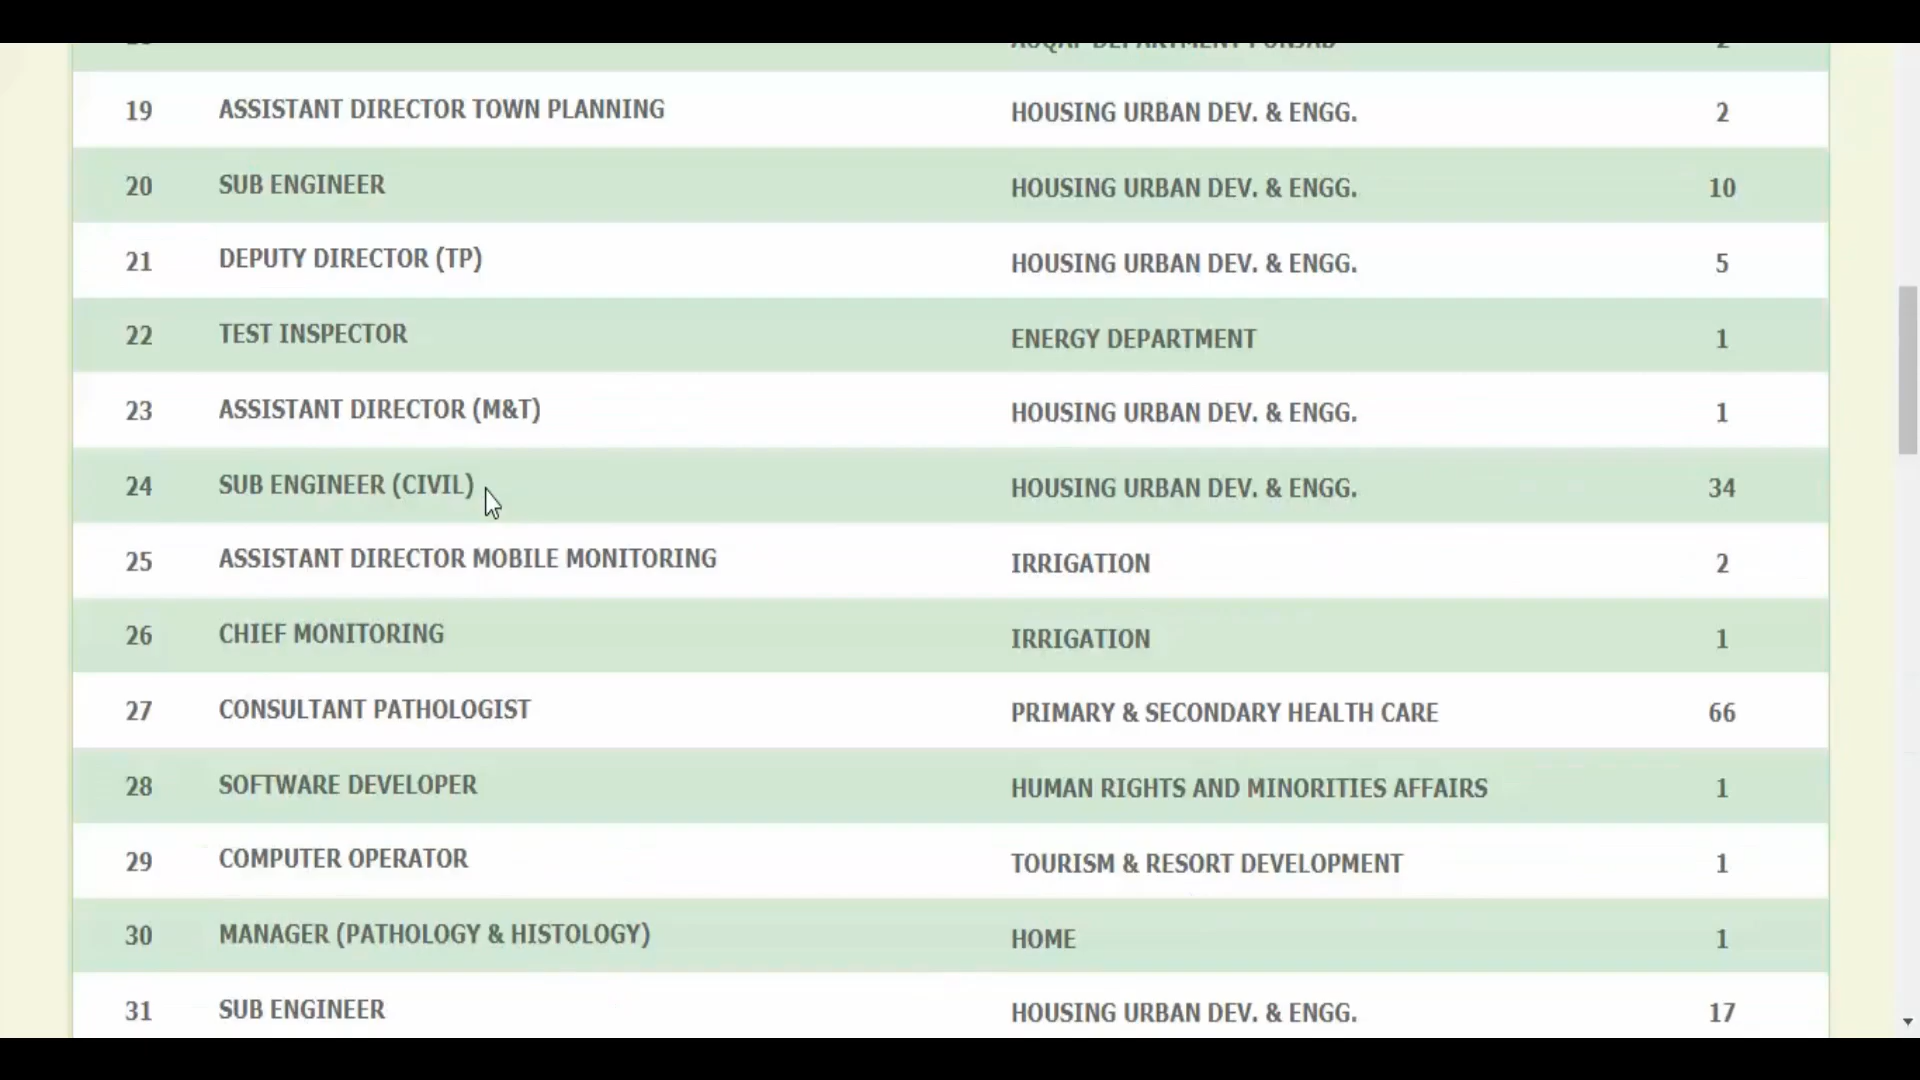 19 ASSISTANT DIRECTOR TOWN PLANNING HOUSING URBAN DEV. & ENGG. 2
20 SUB ENGINEER HOUSING URBAN DEV. & ENGG. 10
21 DEPUTY DIRECTOR (TP) HOUSING URBAN DEV. & ENGG. 5
22 TEST INSPECTOR ENERGY DEPARTMENT 1
23 ASSISTANT DIRECTOR (M&T) HOUSING URBAN DEV. & ENGG. 1
24 SUB ENGINEER (CIVIL) HOUSING URBAN DEV. & ENGG. 34
25 ASSISTANT DIRECTOR MOBILE MONITORING IRRIGATION 2
26 CHIEF MONITORING IRRIGATION 1
27 CONSULTANT PATHOLOGIST PRIMARY & SECONDARY HEALTH CARE 66
28 SOFTWARE DEVELOPER HUMAN RIGHTS AND MINORITIES AFFAIRS 1
29 COMPUTER OPERATOR TOURISM & RESORT DEVELOPMENT 1
30 MANAGER (PATHOLOGY & HISTOLOGY) HOME 1
31 SUB ENGINEER HOUSING URBAN DEV. & ENGG. 17